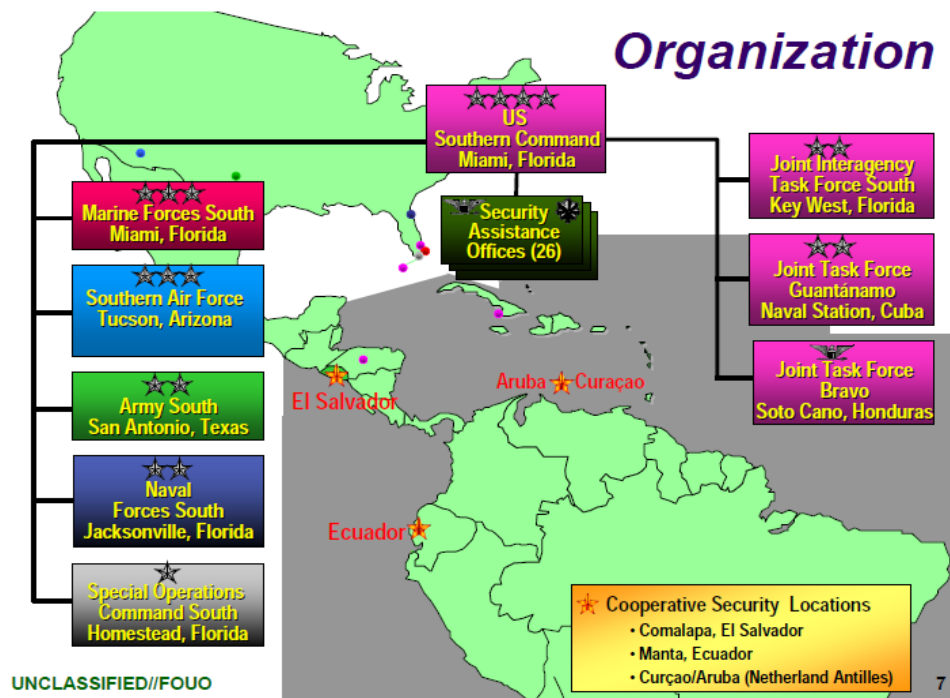 Organization
US
Southern Command
Miami, Florida
Security
Assistance
Offices (26)
Marine Forces South
Miami, Florida
Southern Air Force
Tucson, Arizona
Army South
San Antonio, Texas
Naval
Forces South
Jacksonville, Florida
Special Operations
Command South
Homestead, Florida
Joint Interagency
Task Force South
Key West, Florida
Joint Task Force
Guantánamo
Naval Station, Cuba
Joint Task Force
Bravo
Soto Cano, Honduras
El Salvador
Aruba Curaçao
Ecuador
Cooperative Security Locations
• Comalapa, El Salvador
• Manta, Ecuador
• Curçao/Aruba (Netherland Antilles)
UNCLASSIFIED//FOUO
7